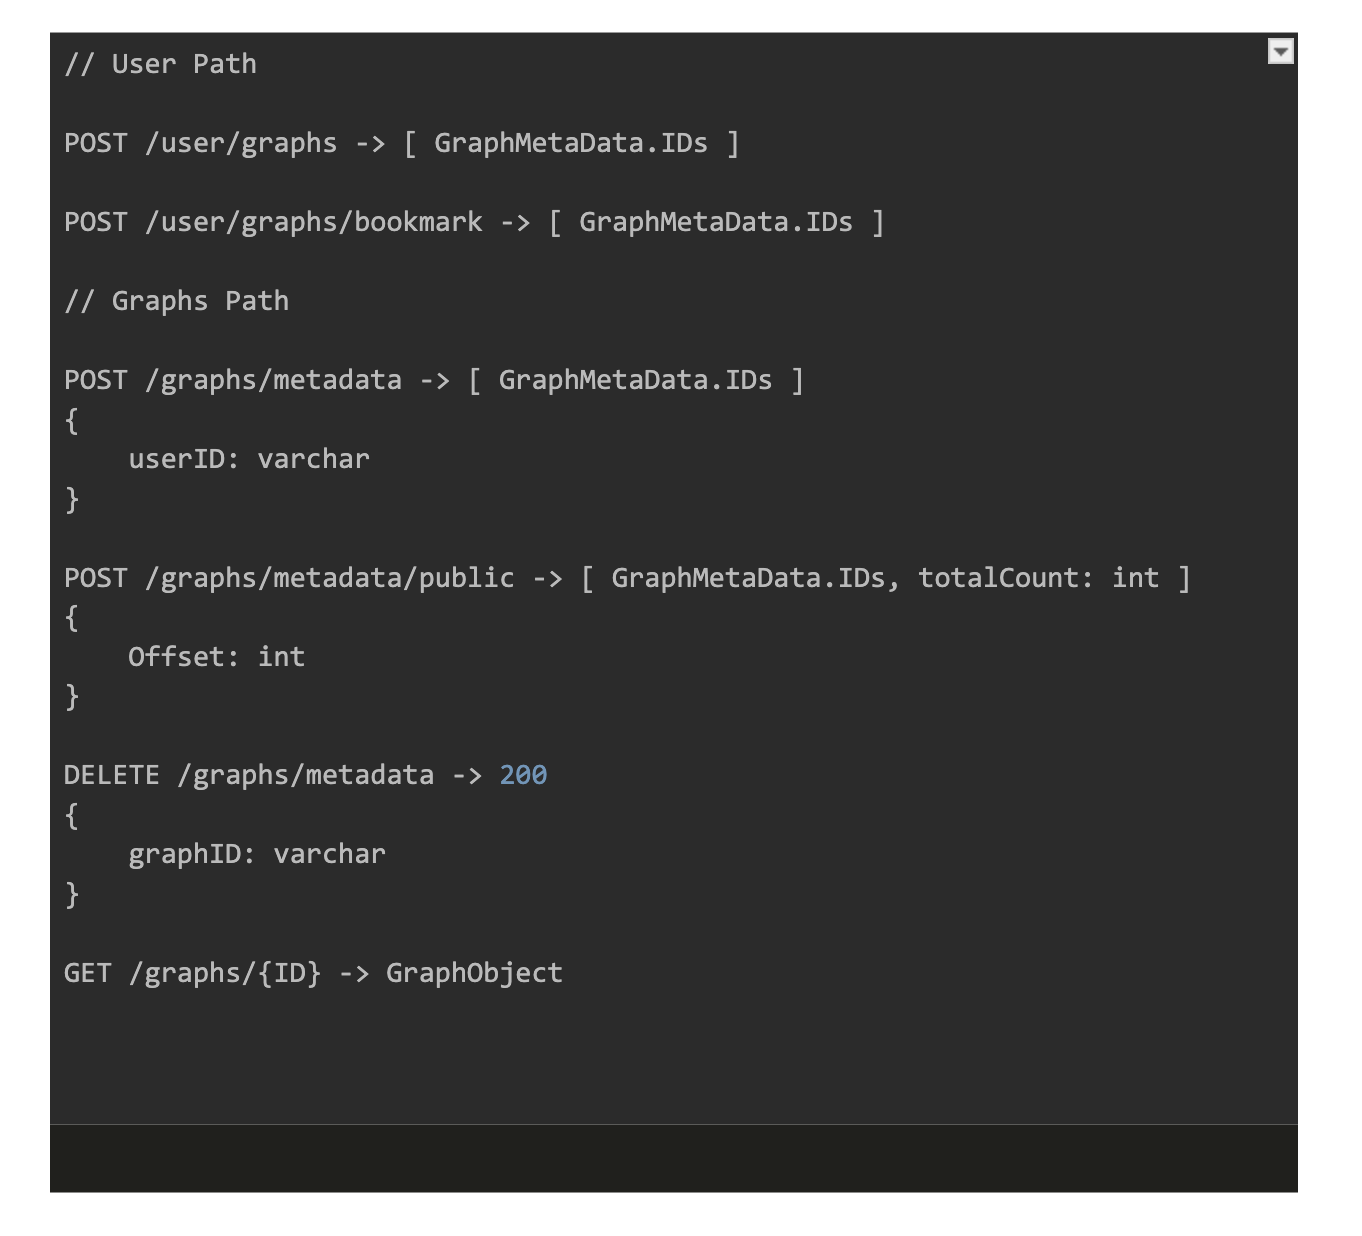 // User Path
POST /user/graphs -> [ GraphMetaData.IDs ]
POST /user/graphs/bookmark -> [ GraphMetaData.IDs ]
// Graphs Path
POST /graphs/metadata -> [ GraphMetaData.IDs ]
{
    userID: varchar
}
POST /graphs/metadata/public -> [ GraphMetaData.IDs, totalCount: int ]
{
    Offset: int
}
DELETE /graphs/metadata -> 200
{
    graphID: varchar
}
GET /graphs/{ID} -> GraphObject